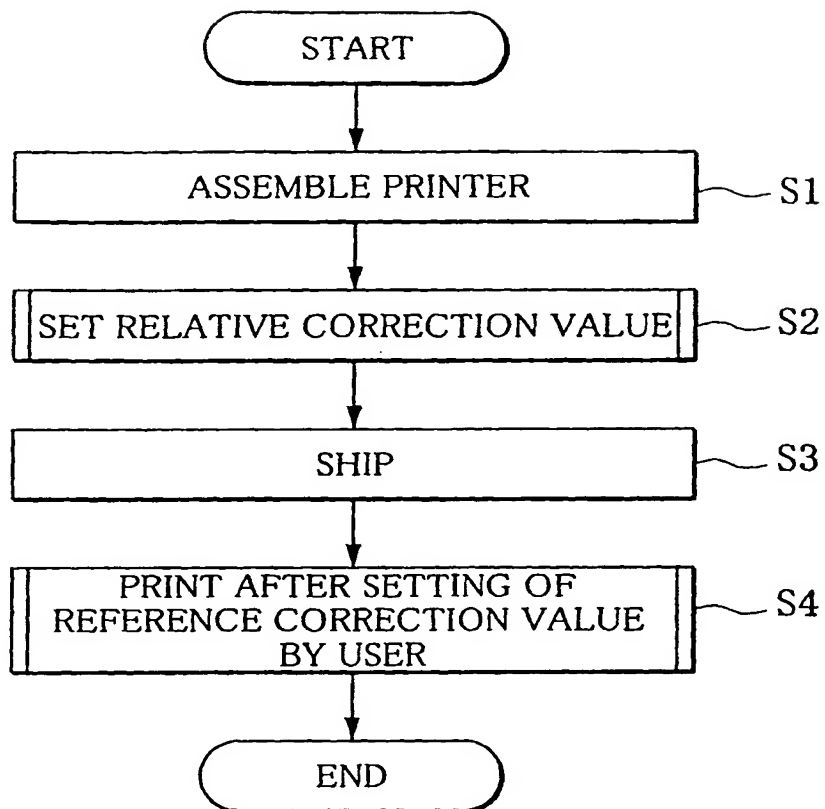 START
ASSEMBLE PRINTER
S1
SET RELATIVE CORRECTION VALUE
S2
SHIP
S3
PRINT AFTER SETTING OF
REFERENCE CORRECTION VALUE
BY USER
S4
END